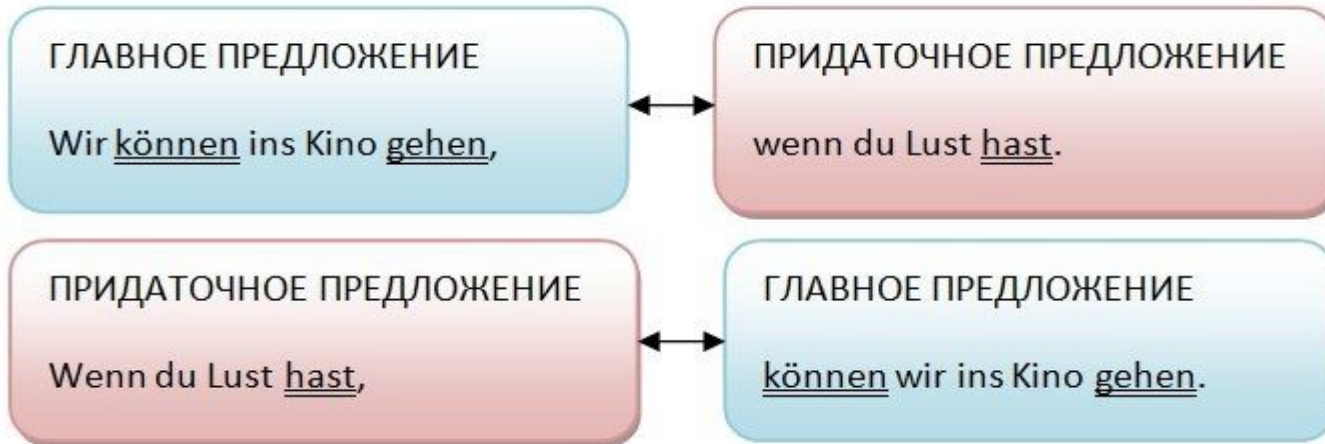 ГЛАВНОЕ ПРЕДЛОЖЕНИЕ
Wir können ins Kino gehen,
ПРИДАТОЧНОЕ ПРЕДЛОЖЕНИЕ
wenn du Lust hast.
ПРИДАТОЧНОЕ ПРЕДЛОЖЕНИЕ
Wenn du Lust hast,
ГЛАВНОЕ ПРЕДЛОЖЕНИЕ
können wir ins Kino gehen.